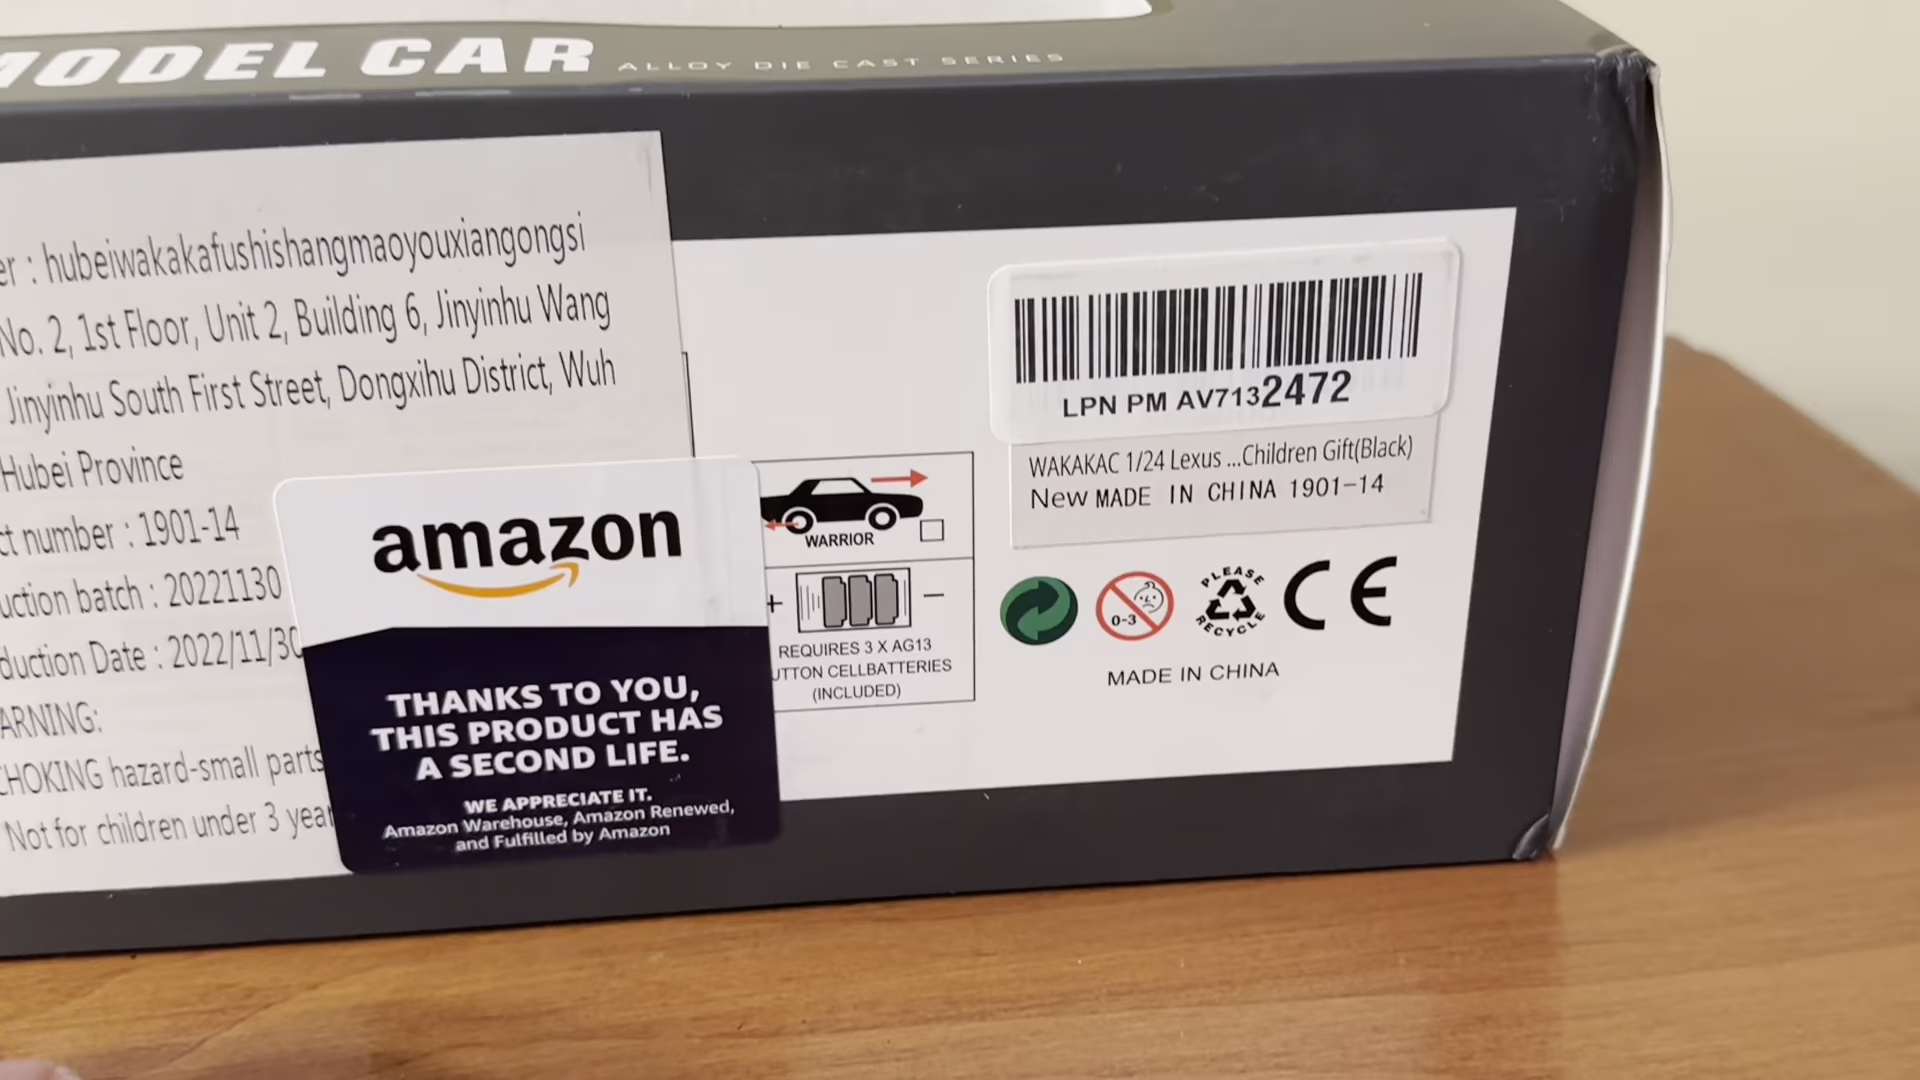 MODEL CAR ALLOY DIE CAST SERIES
er : hubeiwakakafushishangmaoyouxiangongsi
No. 2, 1st Floor, Unit 2, Building 6, Jinyinhu Wang
Jinyinhu South First Street, Dongxihu District, Wuh
Hubei Province
ct number : 1901-14
uction batch : 20221130
duction Date : 2022/11/30
ARNING:
CHOKING hazard-small parts
Not for children under 3 year
amazon
THANKS TO YOU,
THIS PRODUCT HAS
A SECOND LIFE.
WE APPRECIATE IT.
Amazon Warehouse, Amazon Renewed,
and Fulfilled by Amazon
WARRIOR
+ −
REQUIRES 3 X AG13
UTTON CELLBATTERIES
(INCLUDED)
LPN PM AV7132472
WAKAKAC 1/24 Lexus ...Children Gift(Black)
New MADE IN CHINA 1901-14
0-3
PLEASE
RECYCLE
CE
MADE IN CHINA